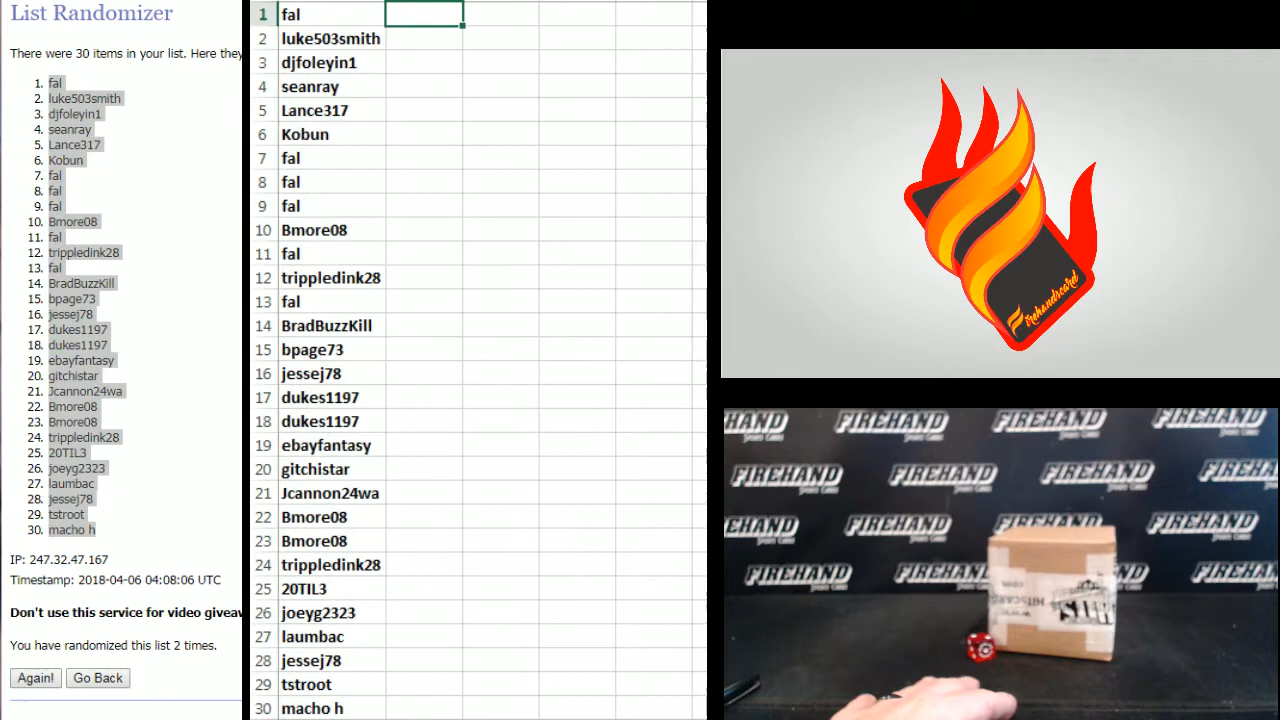 List Randomizer
There were 30 items in your list. Here they
1. fal
2. luke503smith
3. djfoleyin1
4. seanray
5. Lance317
6. Kobun
7. fal
8. fal
9. fal
10. Bmore08
11. fal
12. trippledink28
13. fal
14. BradBuzzKill
15. bpage73
16. jessej78
17. dukes1197
18. dukes1197
19. ebayfantasy
20. gitchistar
21. Jcannon24wa
22. Bmore08
23. Bmore08
24. trippledink28
25. 20TIL3
26. joeyg2323
27. laumbac
28. jessej78
29. tstroot
30. macho h
IP: 247.32.47.167
Timestamp: 2018-04-06 04:08:06 UTC
Don't use this service for video giveaw
You have randomized this list 2 times.
Again! Go Back
1 fal
2 luke503smith
3 djfoleyin1
4 seanray
5 Lance317
6 Kobun
7 fal
8 fal
9 fal
10 Bmore08
11 fal
12 trippledink28
13 fal
14 BradBuzzKill
15 bpage73
16 jessej78
17 dukes1197
18 dukes1197
19 ebayfantasy
20 gitchistar
21 Jcannon24wa
22 Bmore08
23 Bmore08
24 trippledink28
25 20TIL3
26 joeyg2323
27 laumbac
28 jessej78
29 tstroot
30 macho h
Firehandscard
FIREHAND FIREHAND FIREHAND
FIREHAND FIREHAND FIREHAND FIREHAND
FIREHAND FIREHAND FIREHAND
FIREHAND FIREHAND FIREHAND